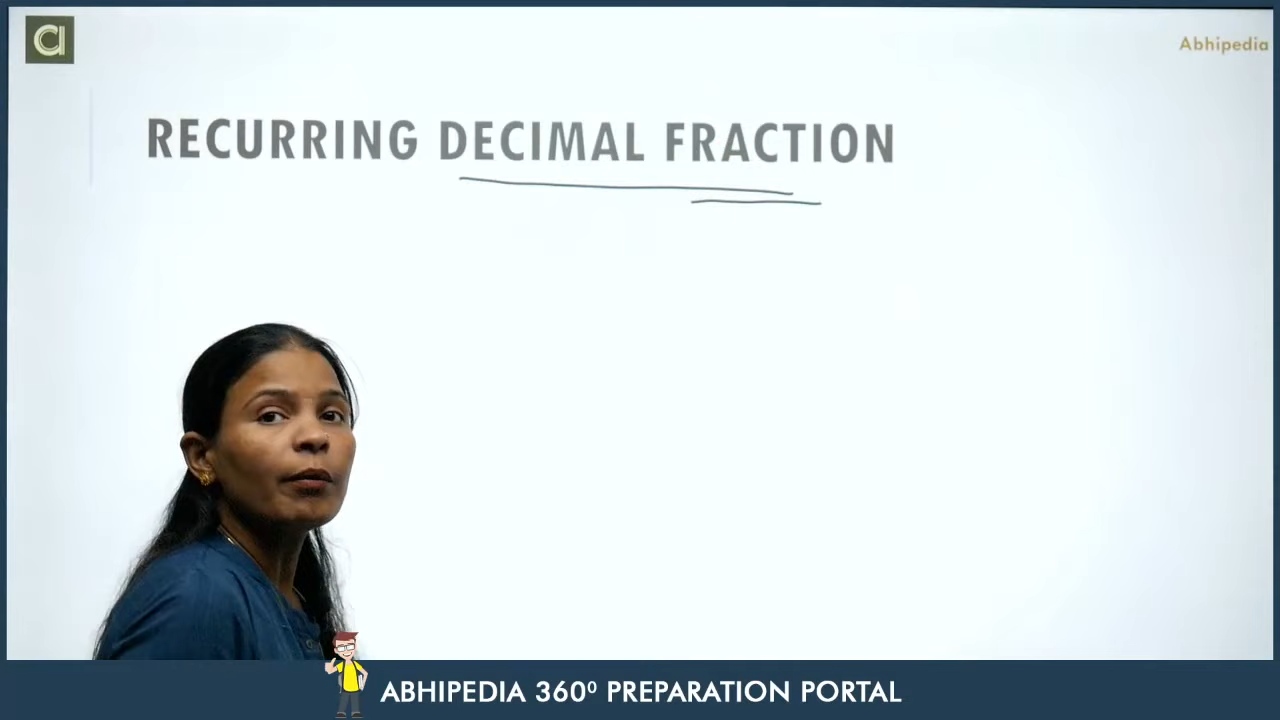 Abhipedia
RECURRING DECIMAL FRACTION
ABHIPEDIA 360⁰ PREPARATION PORTAL